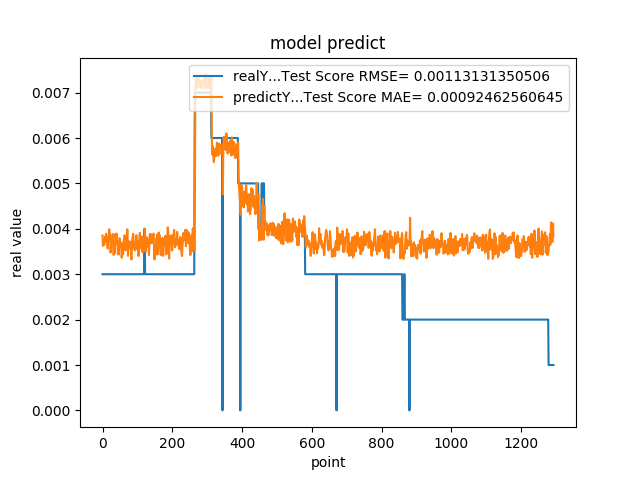 model predict
realY...Test Score RMSE= 0.00113131350506
predictY...Test Score MAE= 0.00092462560645
0.007
0.006
0.005
0.004
0.003
0.002
0.001
0.000
real value
0 200 400 600 800 1000 1200
point